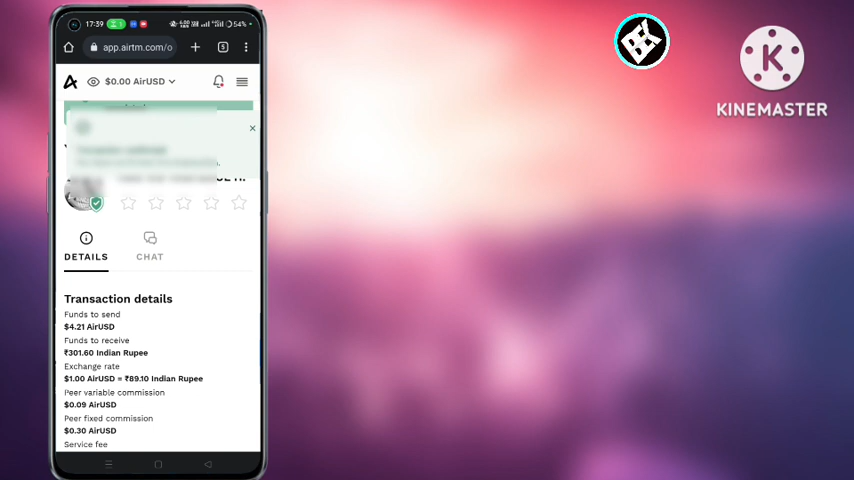 17:39
54%
app.airtm.com/o
5
$0.00 AirUSD
DETAILS
CHAT
Transaction details
Funds to send
$4.21 AirUSD
Funds to receive
₹301.60 Indian Rupee
Exchange rate
$1.00 AirUSD = ₹89.10 Indian Rupee
Peer variable commission
$0.09 AirUSD
Peer fixed commission
$0.30 AirUSD
Service fee
K
KINEMASTER